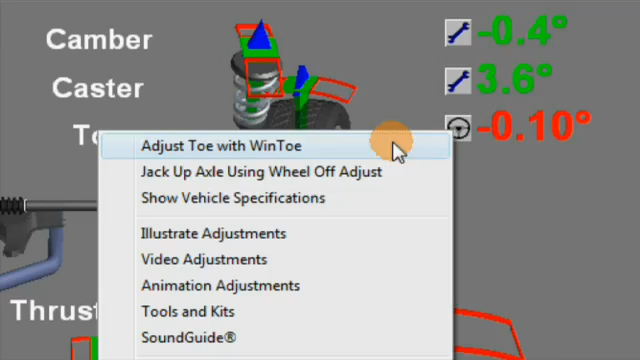 Camber -0.4°
Caster 3.6°
To -0.10°
Adjust Toe with WinToe
Jack Up Axle Using Wheel Off Adjust
Show Vehicle Specifications
Illustrate Adjustments
Video Adjustments
Animation Adjustments
Thrust Tools and Kits
SoundGuide®